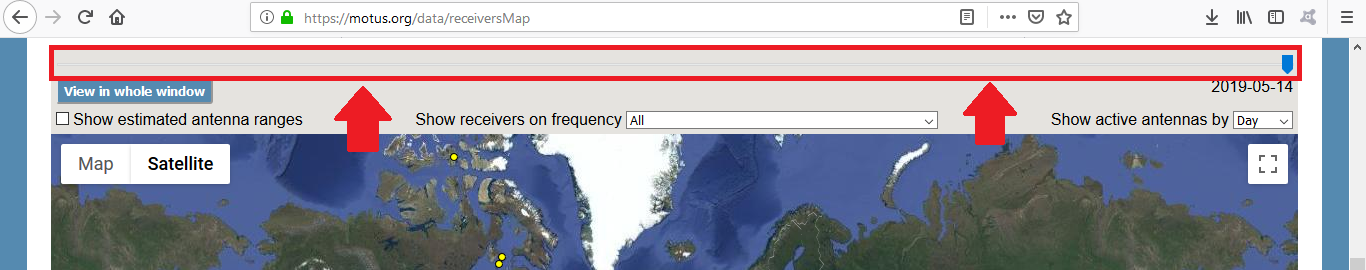 https://motus.org/data/receiversMap
View in whole window
2019-05-14
Show estimated antenna ranges
Show receivers on frequency All
Show active antennas by Day
Map Satellite